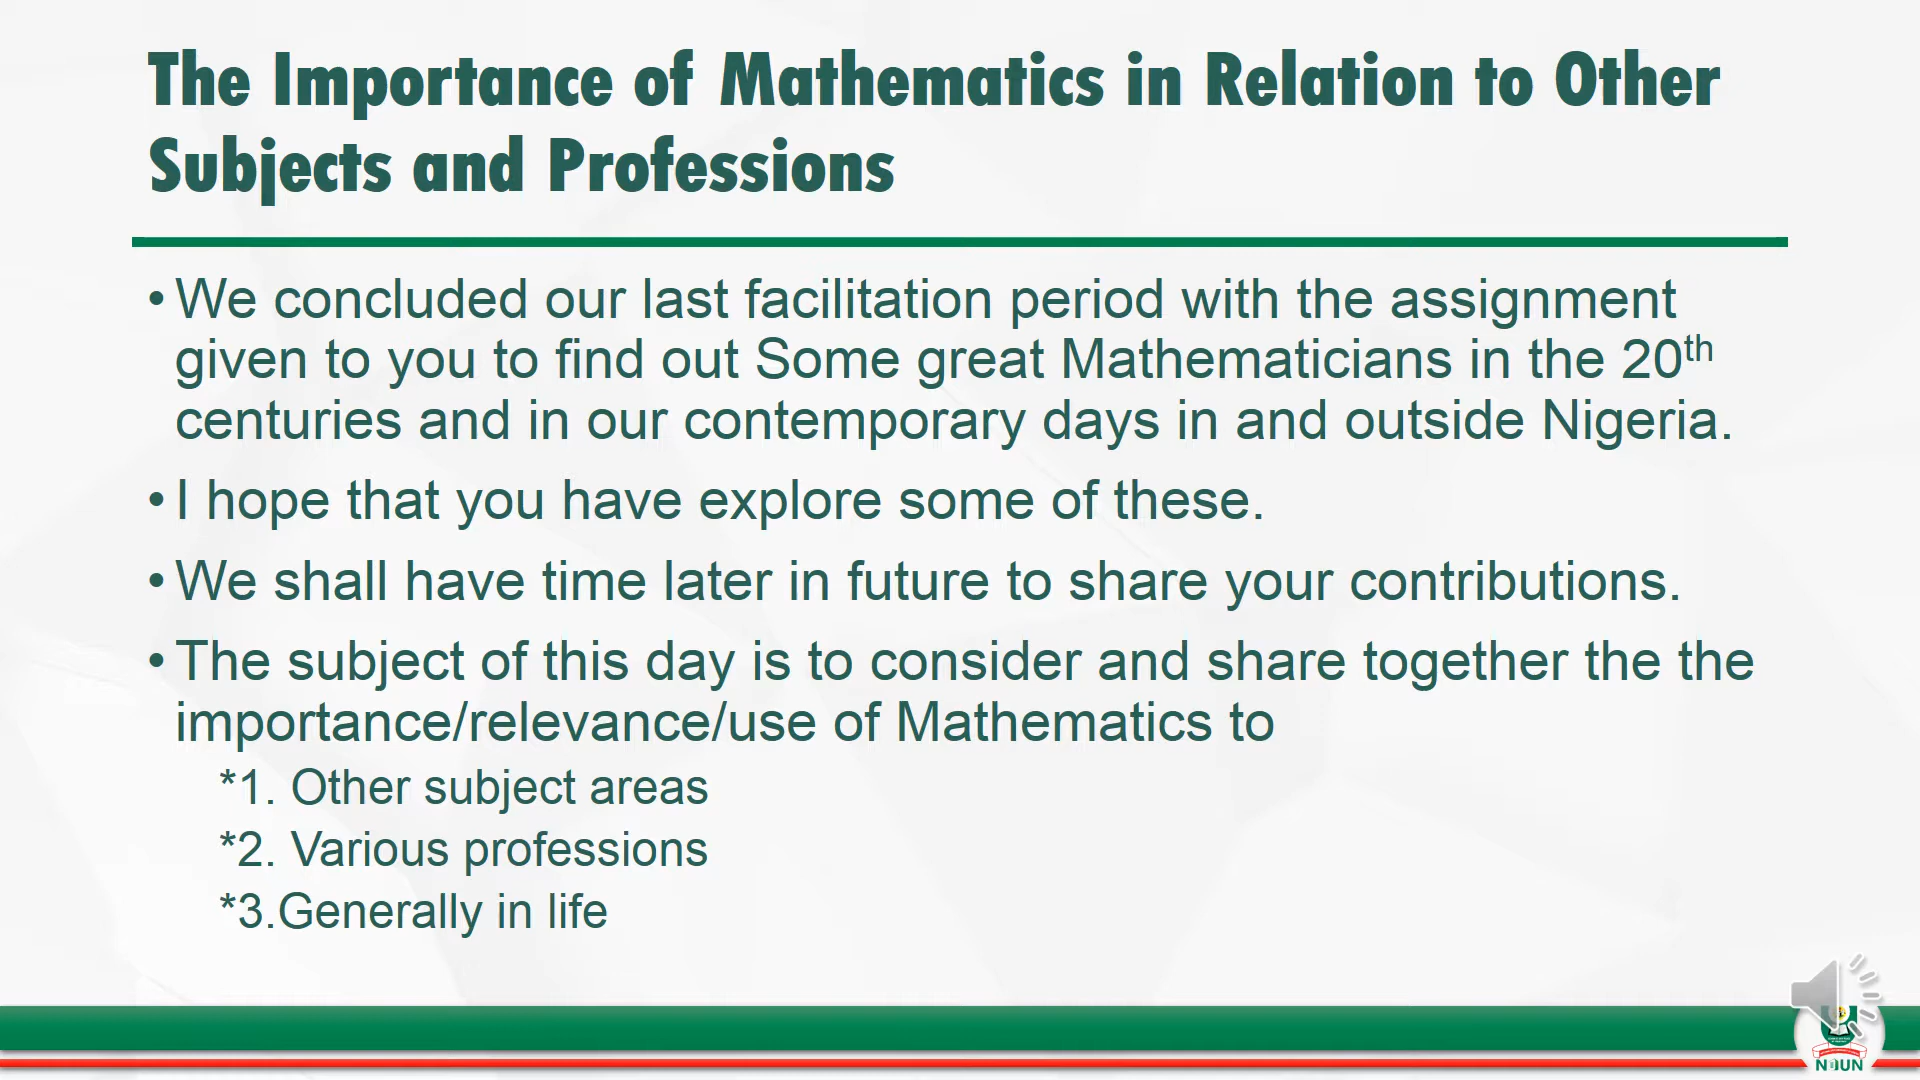 The Importance of Mathematics in Relation to Other
Subjects and Professions
• We concluded our last facilitation period with the assignment
given to you to find out Some great Mathematicians in the 20th
centuries and in our contemporary days in and outside Nigeria.
• I hope that you have explore some of these.
• We shall have time later in future to share your contributions.
• The subject of this day is to consider and share together the the
importance/relevance/use of Mathematics to
*1. Other subject areas
*2. Various professions
*3.Generally in life
NOUN